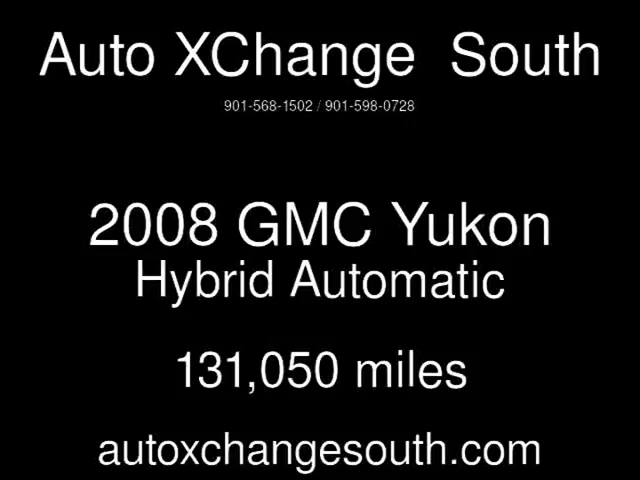 Auto XChange South
901-568-1502 / 901-598-0728
2008 GMC Yukon
Hybrid Automatic
131,050 miles
autoxchangesouth.com